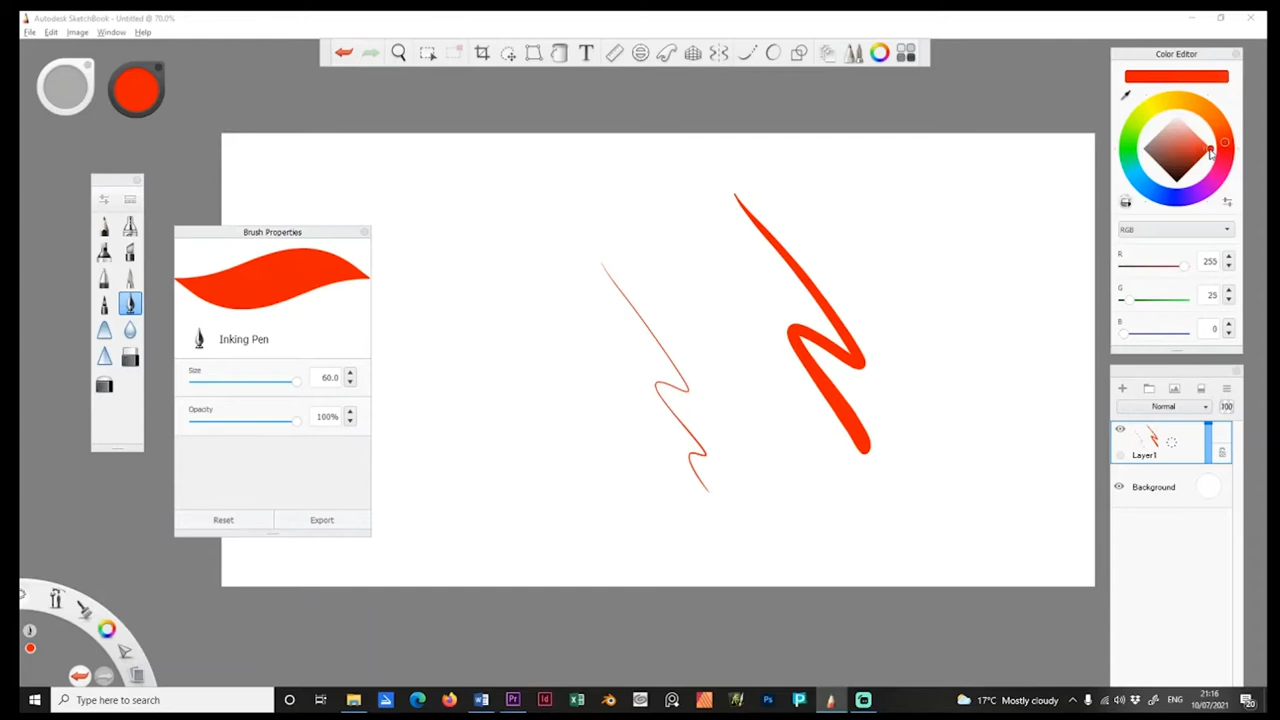 Autodesk SketchBook - Untitled @ 70.0%
File Edit Image Window Help
T
Color Editor
Brush Properties
Inking Pen
Size
60.0
Opacity
100%
Reset
Export
RGB
R
255
G
25
B
0
Normal
100
Layer1
Background
Type here to search
17°C Mostly cloudy
ENG
21:16
10/07/2021
20